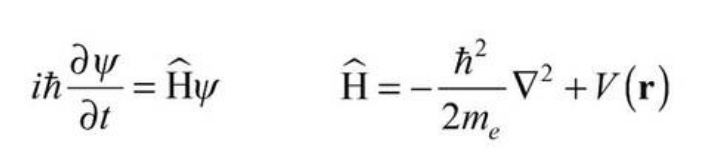 iħ ∂ψ/∂t = Ĥψ    Ĥ = −ħ²/2mₑ ∇² + V(𝐫)